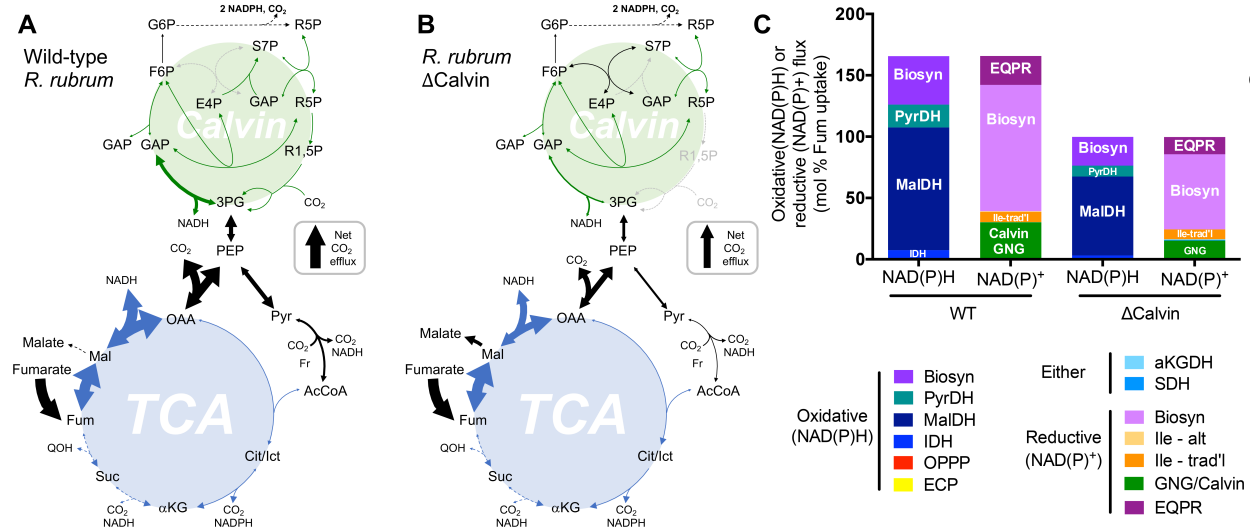 A
Wild-type
R. rubrum
G6P
2 NADPH, CO2
R5P
S7P
F6P
E4P
GAP
R5P
Calvin
GAP
GAP
R1,5P
3PG
CO2
NADH
PEP
CO2
Net
CO2
efflux
NADH
OAA
Pyr
Malate
Mal
CO2
CO2
NADH
Fr
Fumarate
AcCoA
Fum
TCA
QOH
Cit/Ict
Suc
αKG
CO2
NADH
CO2
NADPH
B
R. rubrum
ΔCalvin
G6P
2 NADPH, CO2
R5P
S7P
F6P
E4P
GAP
R5P
Calvin
GAP
GAP
R1,5P
3PG
CO2
NADH
PEP
CO2
Net
CO2
efflux
NADH
OAA
Pyr
Malate
Mal
CO2
CO2
NADH
Fr
Fumarate
AcCoA
Fum
TCA
QOH
Cit/Ict
Suc
αKG
CO2
NADH
CO2
NADPH
C
Oxidative(NAD(P)H) or
reductive (NAD(P)+) flux
(mol % Fum uptake)
200
150
100
50
0
Biosyn
PyrDH
MalDH
IDH
EQPR
Biosyn
Ile-trad'l
Calvin
GNG
Biosyn
PyrDH
MalDH
EQPR
Biosyn
Ile-trad'l
GNG
NAD(P)H
NAD(P)+
NAD(P)H
NAD(P)+
WT
ΔCalvin
Oxidative
(NAD(P)H)
Biosyn
PyrDH
MalDH
IDH
OPPP
ECP
Either
aKGDH
SDH
Reductive
(NAD(P)+)
Biosyn
Ile - alt
Ile - trad'l
GNG/Calvin
EQPR